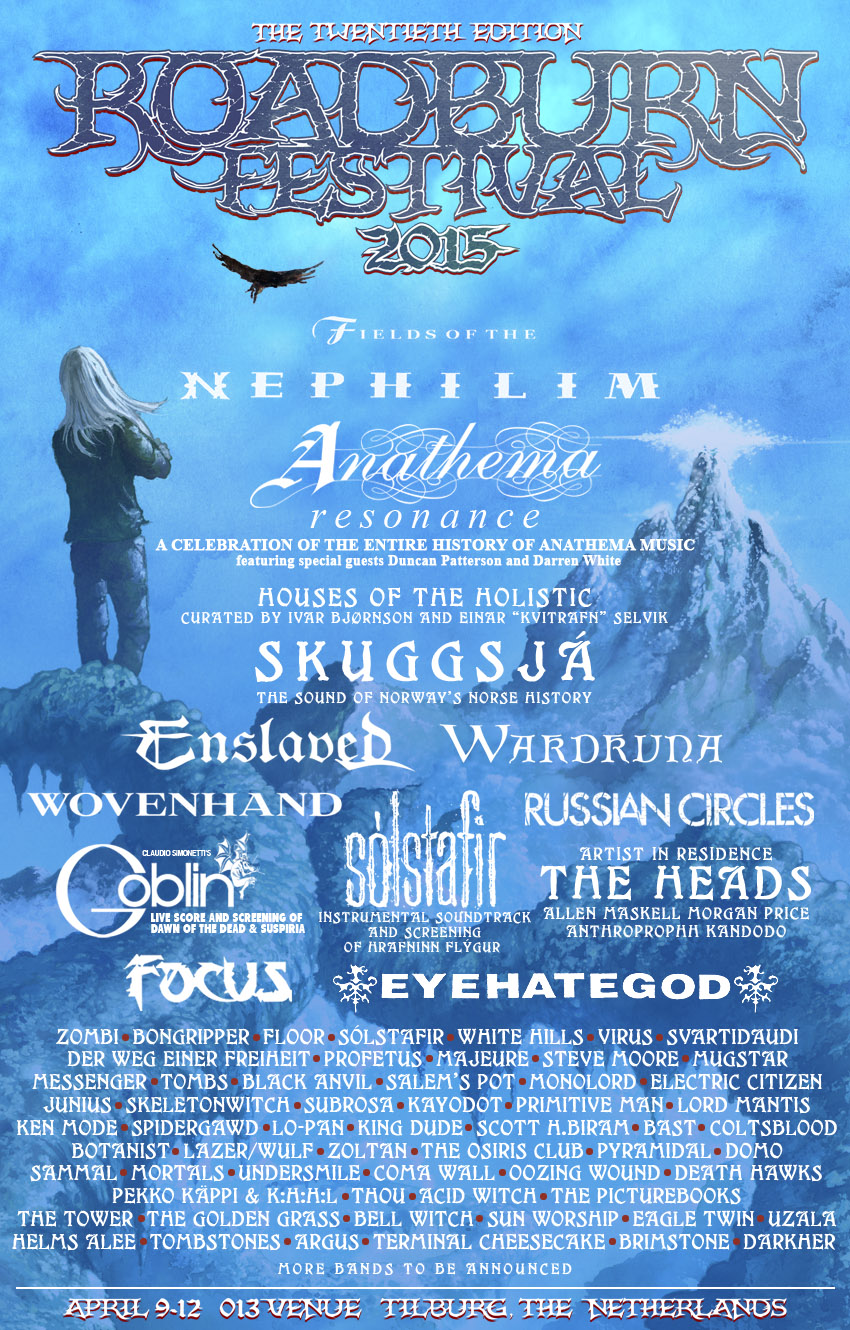 THE TWENTIETH EDITION
ROADBURN
FESTIVAL
2015
FIELDS OF THE
NEPHILIM
Anathema
resonance
A CELEBRATION OF THE ENTIRE HISTORY OF ANATHEMA MUSIC
featuring special guests Duncan Patterson and Darren White
HOUSES OF THE HOLISTIC
CURATED BY IVAR BJØRNSON AND EINAR "KVITRAFN" SELVIK
SKUGGSJÁ
THE SOUND OF NORWAY'S NORSE HISTORY
Enslaved WARDRUNA
WOVENHAND
sólstafir
RUSSIAN CIRCLES
CLAUDIO SIMONETTI'S
Goblin
LIVE SCORE AND SCREENING OF
DAWN OF THE DEAD & SUSPIRIA
INSTRUMENTAL SOUNDTRACK
AND SCREENING
OF HRAFNINN FLÝGUR
ARTIST IN RESIDENCE
THE HEADS
ALLEN MASKELL MORGAN PRICE
ANTHROPROPHH KANDODO
FOCUS EYEHATEGOD
ZOMBI • BONGRIPPER • FLOOR • SÓLSTAFIR • WHITE HILLS • VIRUS • SVARTIDAUDI
DER WEG EINER FREIHEIT • PROFETUS • MAJEURE • STEVE MOORE • MUGSTAR
MESSENGER • TOMBS • BLACK ANVIL • SALEM'S POT • MONOLORD • ELECTRIC CITIZEN
JUNIUS • SKELETONWITCH • SUBROSA • KAYODOT • PRIMITIVE MAN • LORD MANTIS
KEN MODE • SPIDERGAWD • LO-PAN • KING DUDE • SCOTT H.BIRAM • BAST • COLTSBLOOD
BOTANIST • LAZER/WULF • ZOLTAN • THE OSIRIS CLUB • PYRAMIDAL • DOMO
SAMMAL • MORTALS • UNDERSMILE • COMA WALL • OOZING WOUND • DEATH HAWKS
PEKKO KÄPPI & K:H:H:L • THOU • ACID WITCH • THE PICTUREBOOKS
THE TOWER • THE GOLDEN GRASS • BELL WITCH • SUN WORSHIP • EAGLE TWIN • UZALA
HELMS ALEE • TOMBSTONES • ARGUS • TERMINAL CHEESECAKE • BRIMSTONE • DARKHER
MORE BANDS TO BE ANNOUNCED
APRIL 9-12 013 VENUE TILBURG, THE NETHERLANDS